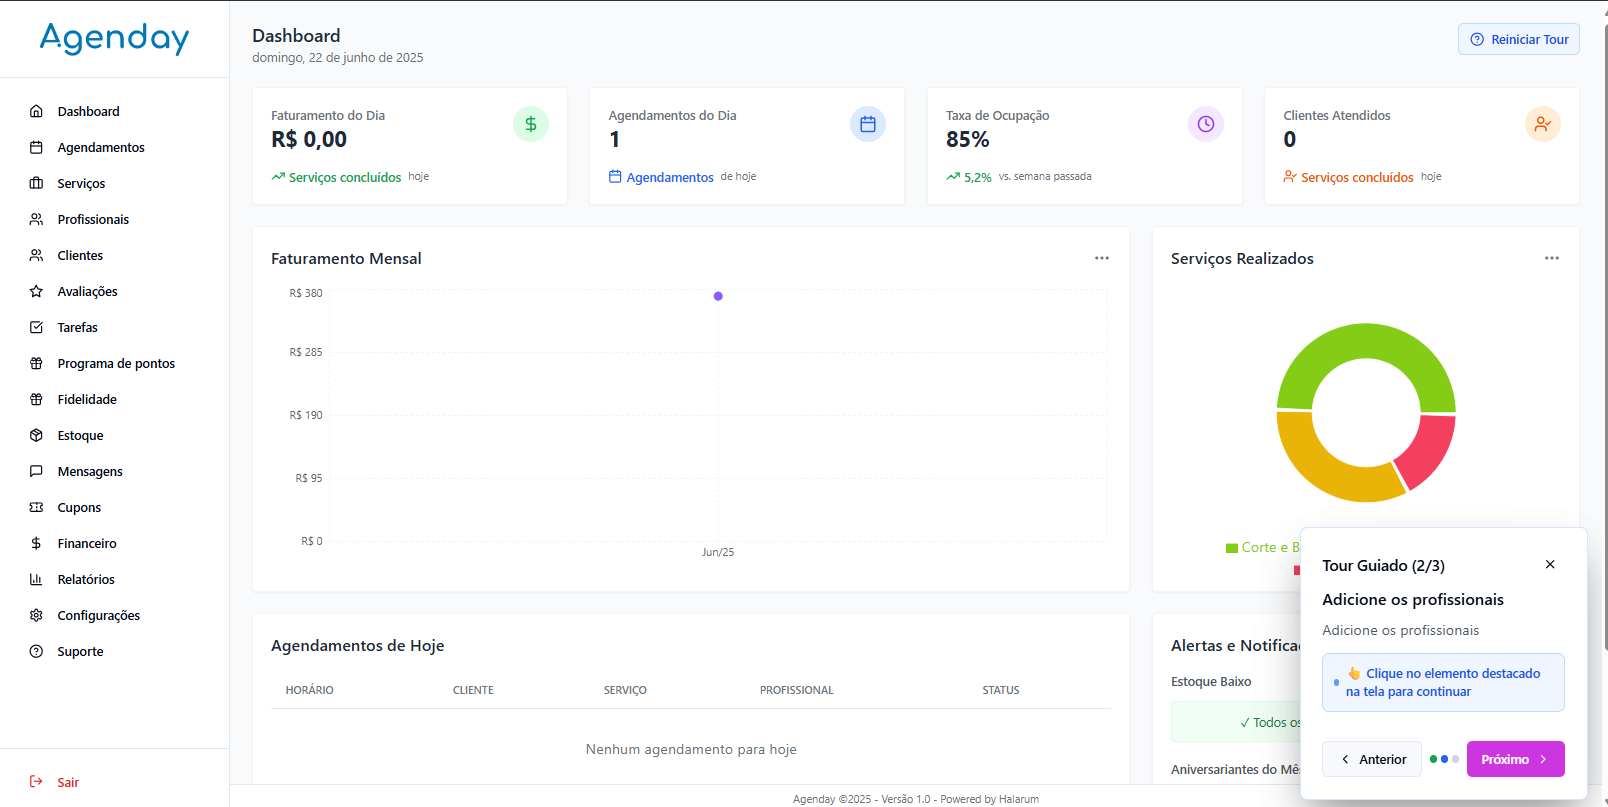 Agenday
Dashboard
Agendamentos
Serviços
Profissionais
Clientes
Avaliações
Tarefas
Programa de pontos
Fidelidade
Estoque
Mensagens
Cupons
Financeiro
Relatórios
Configurações
Suporte
Sair
Dashboard
domingo, 22 de junho de 2025
Reiniciar Tour
Faturamento do Dia
R$ 0,00
Serviços concluídos hoje
Agendamentos do Dia
1
Agendamentos de hoje
Taxa de Ocupação
85%
5,2% vs. semana passada
Clientes Atendidos
0
Serviços concluídos hoje
Faturamento Mensal
R$ 380
R$ 285
R$ 190
R$ 95
R$ 0
Jun/25
Serviços Realizados
Corte e B
Agendamentos de Hoje
HORÁRIO CLIENTE SERVIÇO PROFISSIONAL STATUS
Nenhum agendamento para hoje
Alertas e Notifica
Estoque Baixo
✓ Todos os
Aniversariantes do Mê
Tour Guiado (2/3)
Adicione os profissionais
Adicione os profissionais
👆 Clique no elemento destacado
na tela para continuar
Anterior
Próximo
Agenday ©2025 - Versão 1.0 - Powered by Halarum